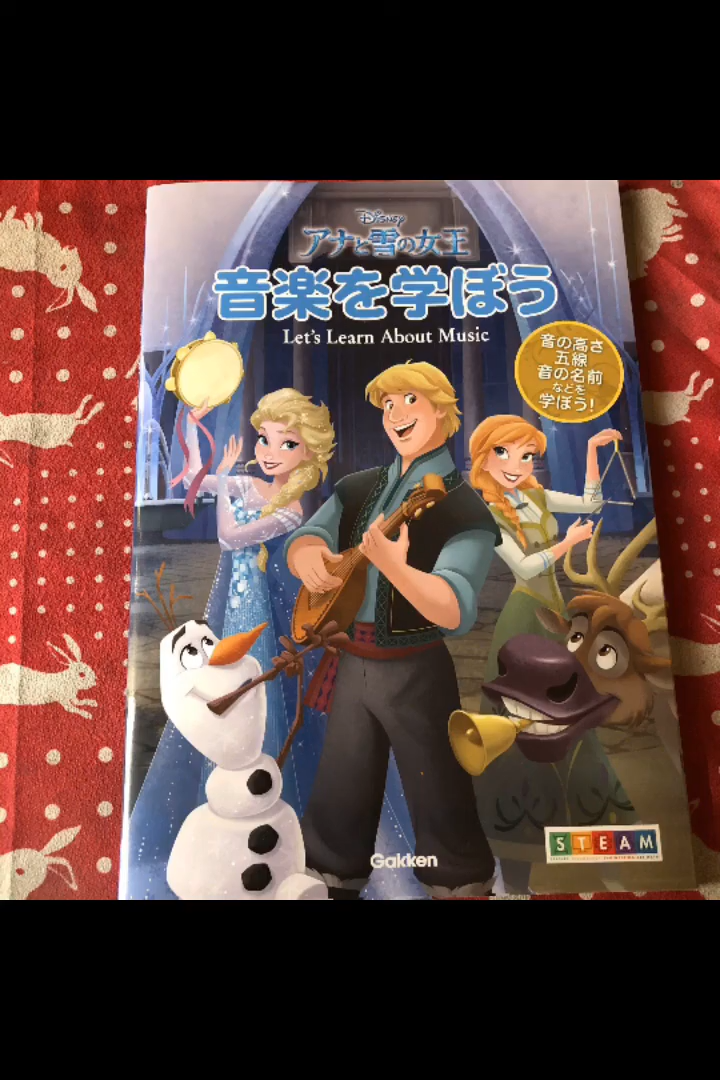 Disney
アナと雪の女王
音楽を学ぼう
Let's Learn About Music
音の高さ
五線
音の名前
などを
学ぼう!
Gakken
STEAM